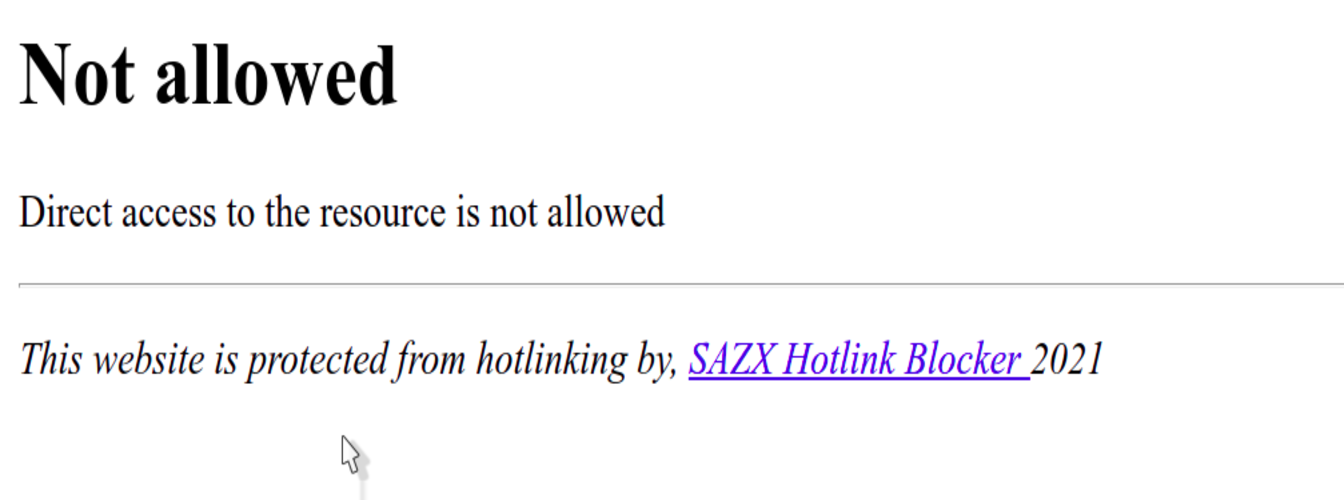 Not allowed
Direct access to the resource is not allowed
This website is protected from hotlinking by, SAZX Hotlink Blocker 2021